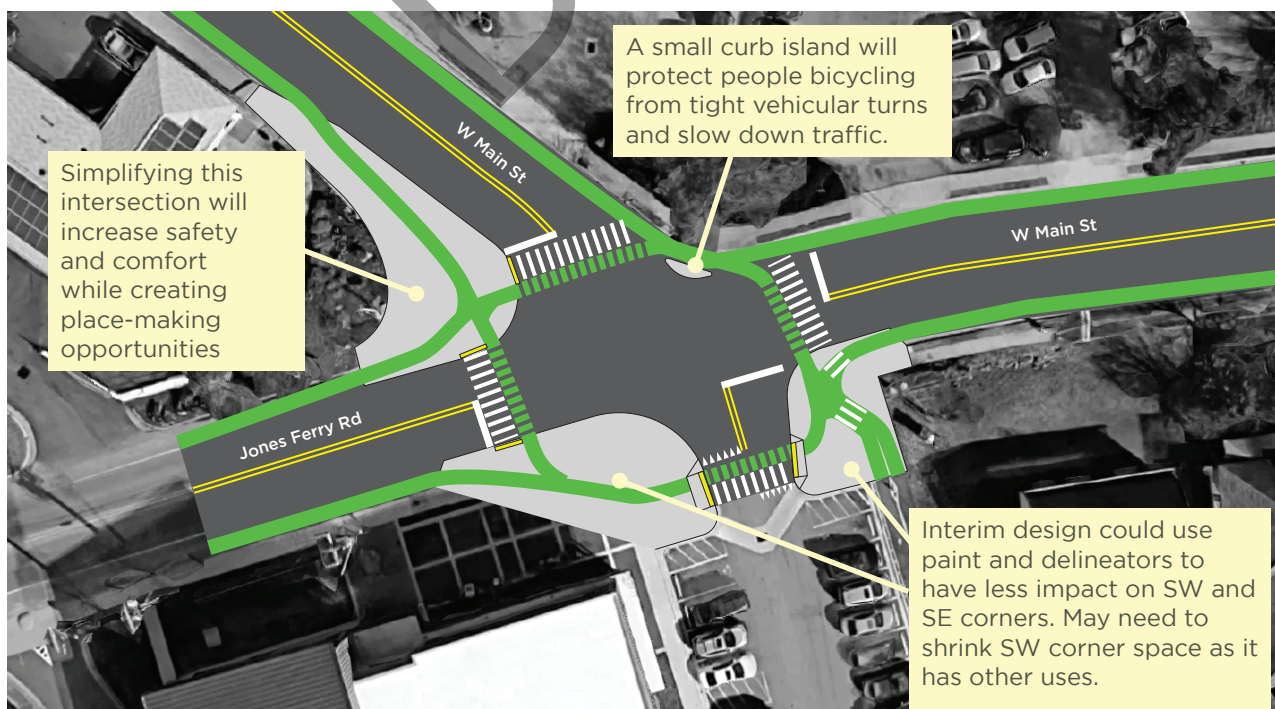 A small curb island will
protect people bicycling
from tight vehicular turns
and slow down traffic.
W Main St
Simplifying this
intersection will
increase safety
and comfort
while creating
place-making
opportunities
W Main St
Jones Ferry Rd
Interim design could use
paint and delineators to
have less impact on SW and
SE corners. May need to
shrink SW corner space as it
has other uses.